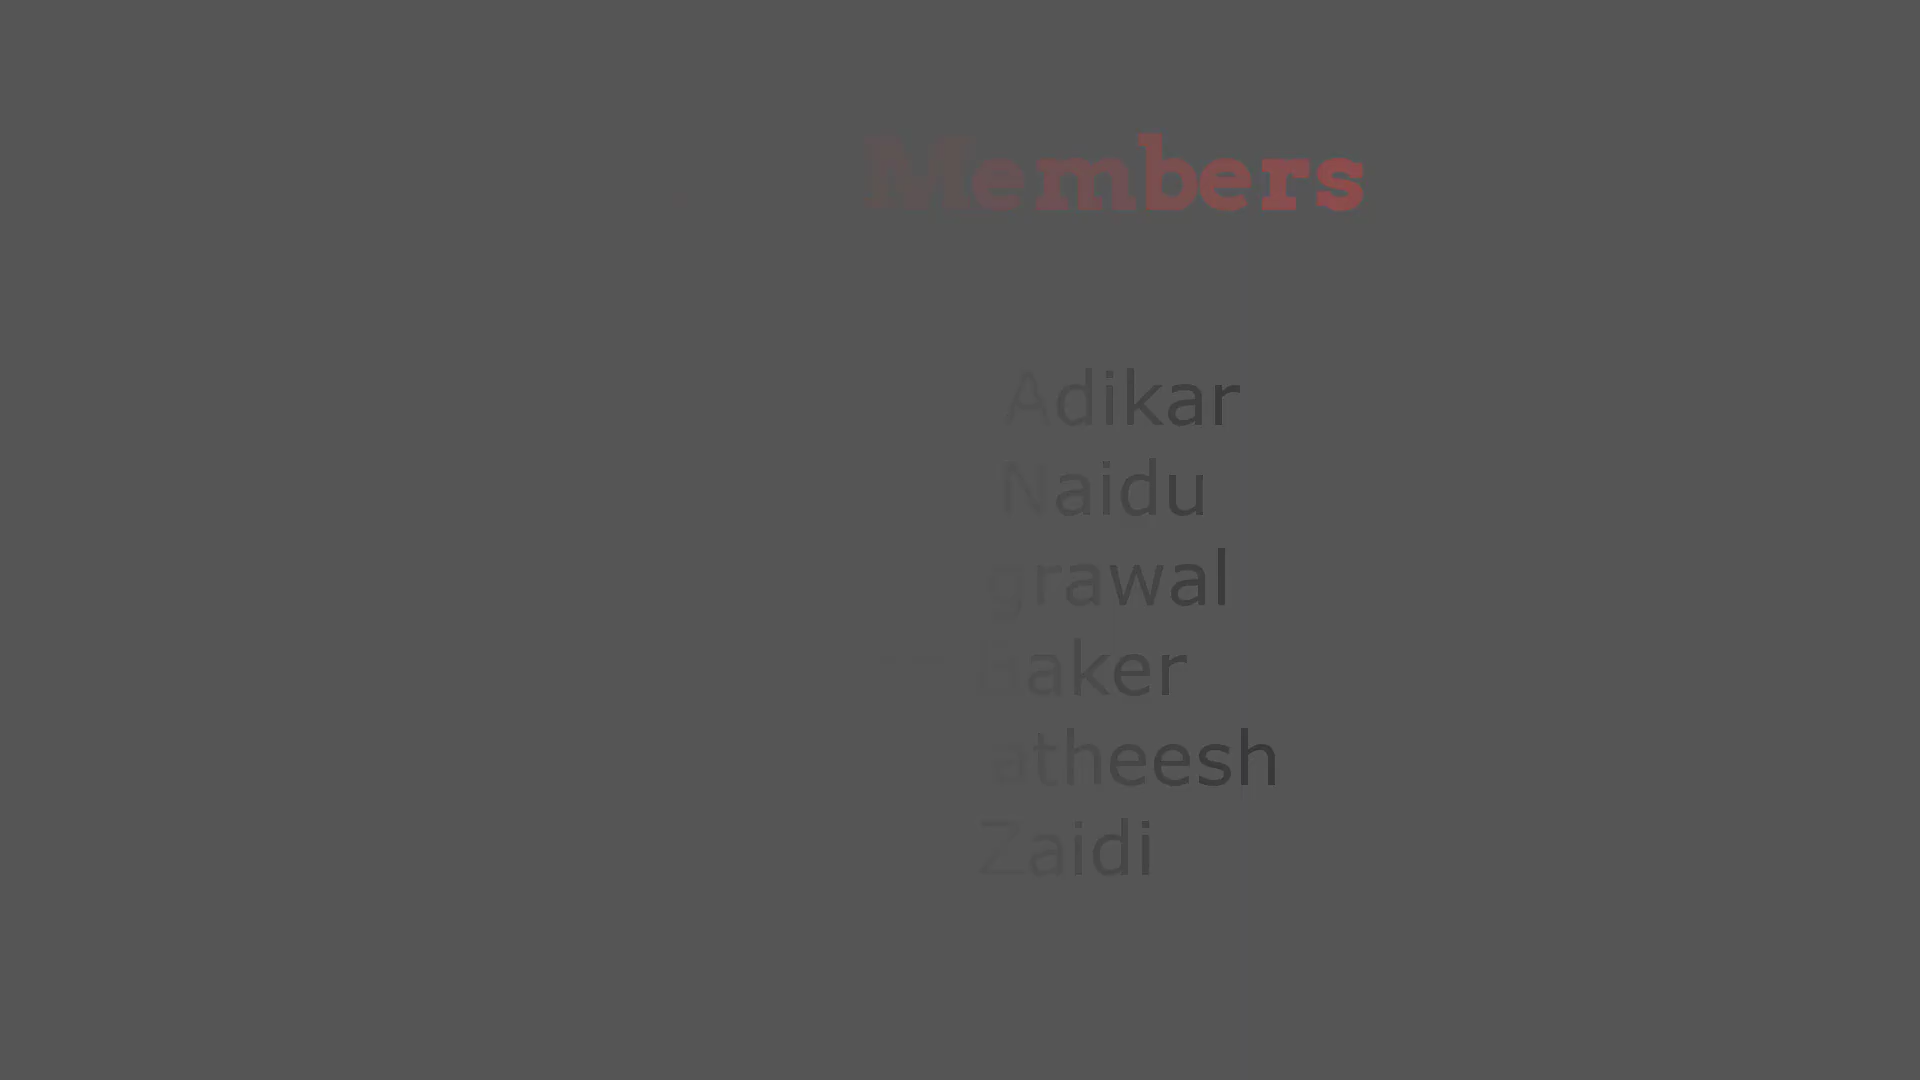 Members
Adikar
Naidu
grawal
Baker
atheesh
Zaidi